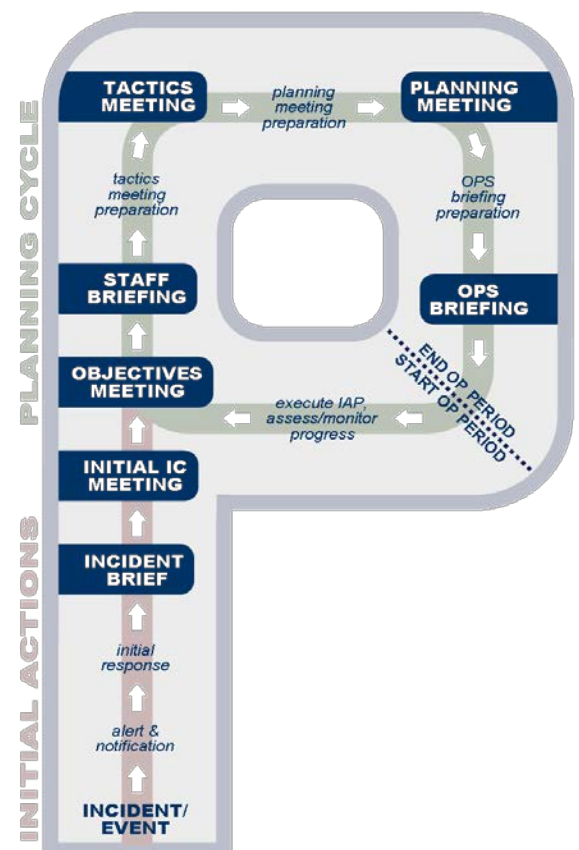 PLANNING CYCLE
INITIAL ACTIONS
TACTICS
MEETING
planning
meeting
preparation
PLANNING
MEETING
tactics
meeting
preparation
OPS
briefing
preparation
STAFF
BRIEFING
OPS
BRIEFING
END OP PERIOD
START OP PERIOD
OBJECTIVES
MEETING
execute IAP,
assess/monitor
progress
INITIAL IC
MEETING
INCIDENT
BRIEF
initial
response
alert &
notification
INCIDENT/
EVENT